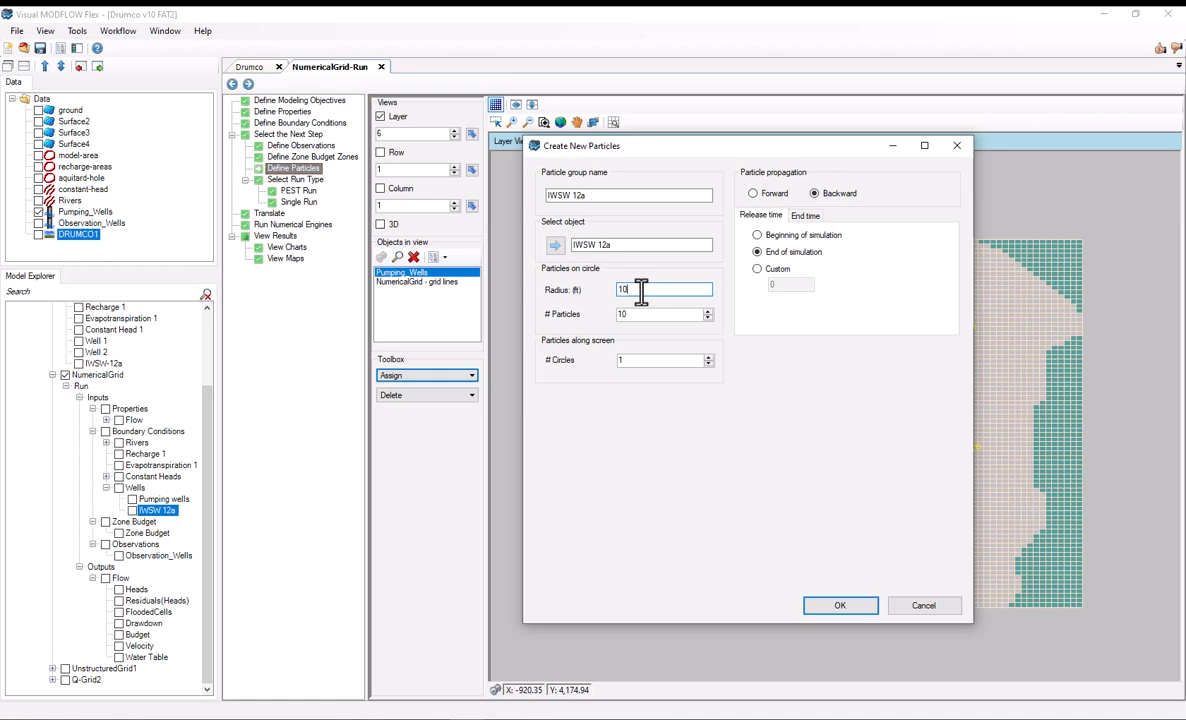 Visual MODFLOW Flex - [Drumco v10 FAT2]
File View Tools Workflow Window Help
Data
Data
ground
Surface2
Surface3
Surface4
model-area
recharge-areas
aquitard-hole
constant-head
Rivers
Pumping_Wells
Observation_Wells
DRUMCO1
Model Explorer
Search
Recharge 1
Evapotranspiration 1
Constant Head 1
Well 1
Well 2
IWSW-12a
NumericalGrid
Run
Inputs
Properties
Flow
Boundary Conditions
Rivers
Recharge 1
Evapotranspiration 1
Constant Heads
Wells
Pumping wells
IWSW 12a
Zone Budget
Zone Budget
Observations
Observation_Wells
Outputs
Flow
Heads
Residuals(Heads)
FloodedCells
Drawdown
Budget
Velocity
Water Table
UnstructuredGrid1
Q-Grid2
Drumco
NumericalGrid-Run
Define Modeling Objectives
Define Properties
Define Boundary Conditions
Select the Next Step
Define Observations
Define Zone Budget Zones
Define Particles
Select Run Type
PEST Run
Single Run
Translate
Run Numerical Engines
View Results
View Charts
View Maps
Views
Layer
6
Row
1
Column
1
3D
Objects in view
Pumping_Wells
NumericalGrid - grid lines
Toolbox
Assign
Delete
Create New Particles
Particle group name
IWSW 12a
Select object
IWSW 12a
Particles on circle
Radius: (ft)
10
# Particles
10
Particles along screen
# Circles
1
Particle propagation
Forward
Backward
Release time
End time
Beginning of simulation
End of simulation
Custom
0
OK
Cancel
X: -920.35
Y: 4,174.94